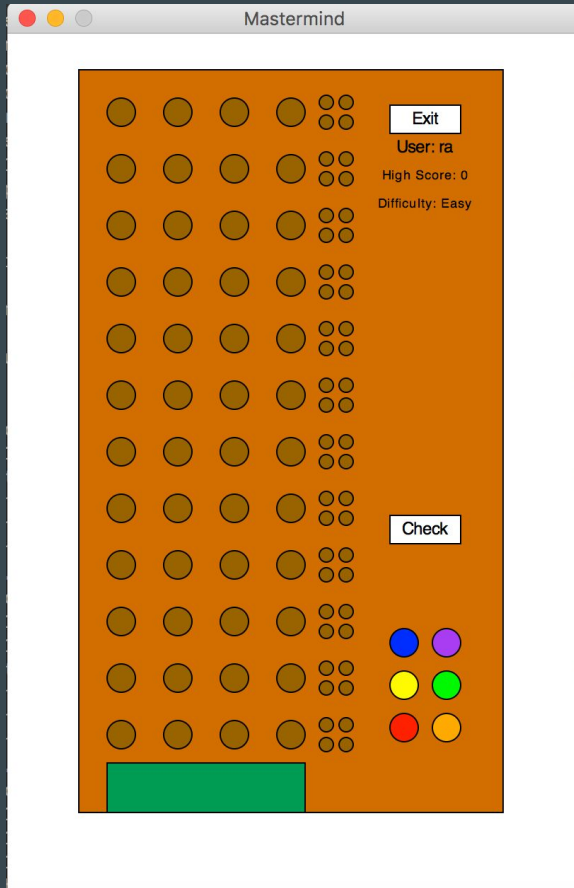 Mastermind
Exit
User: ra
High Score: 0
Difficulty: Easy
Check